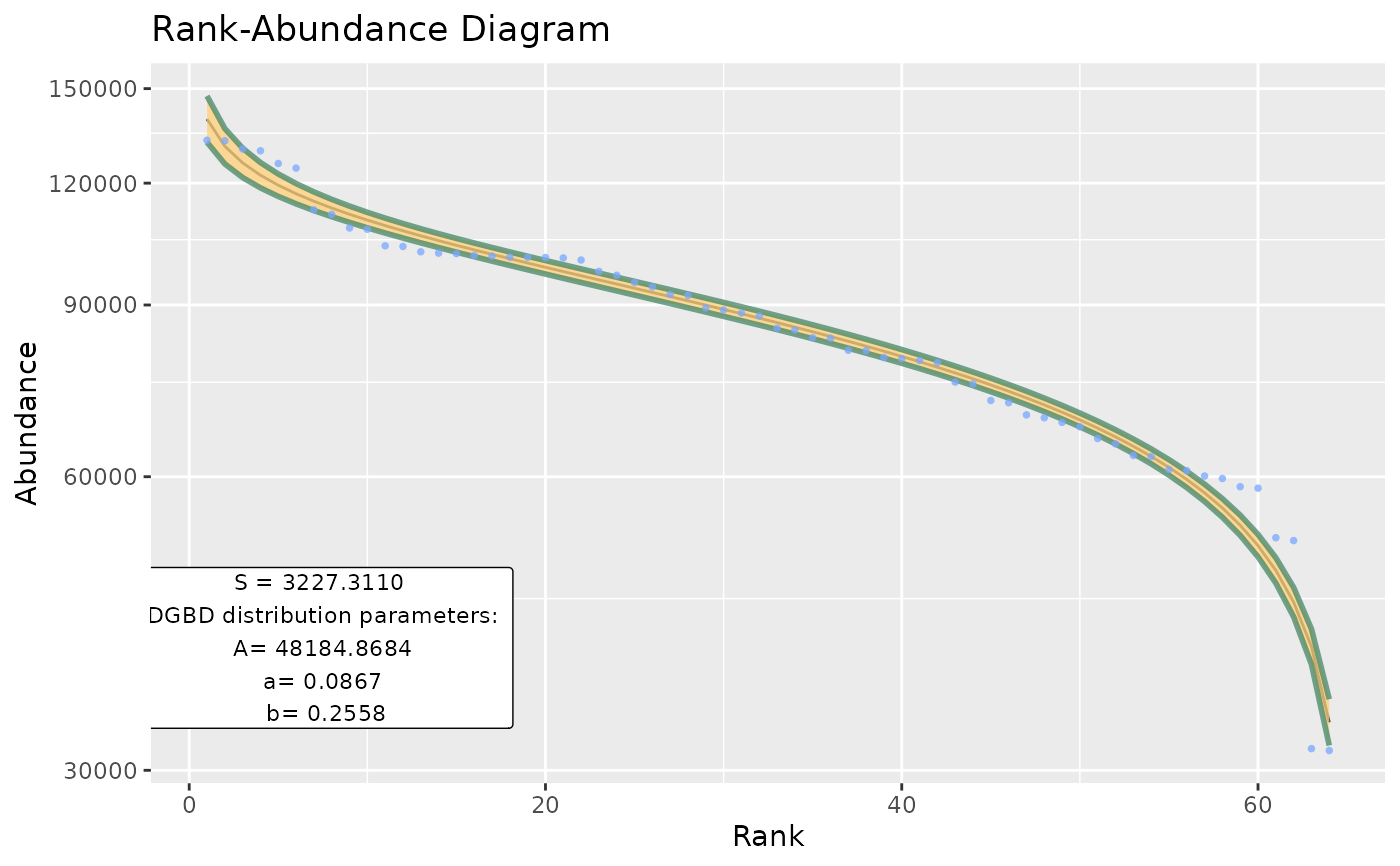 Rank-Abundance Diagram
150000
120000
90000
60000
30000
Abundance
S = 3227.3110
DGBD distribution parameters:
A= 48184.8684
a= 0.0867
b= 0.2558
0
20
40
60
Rank